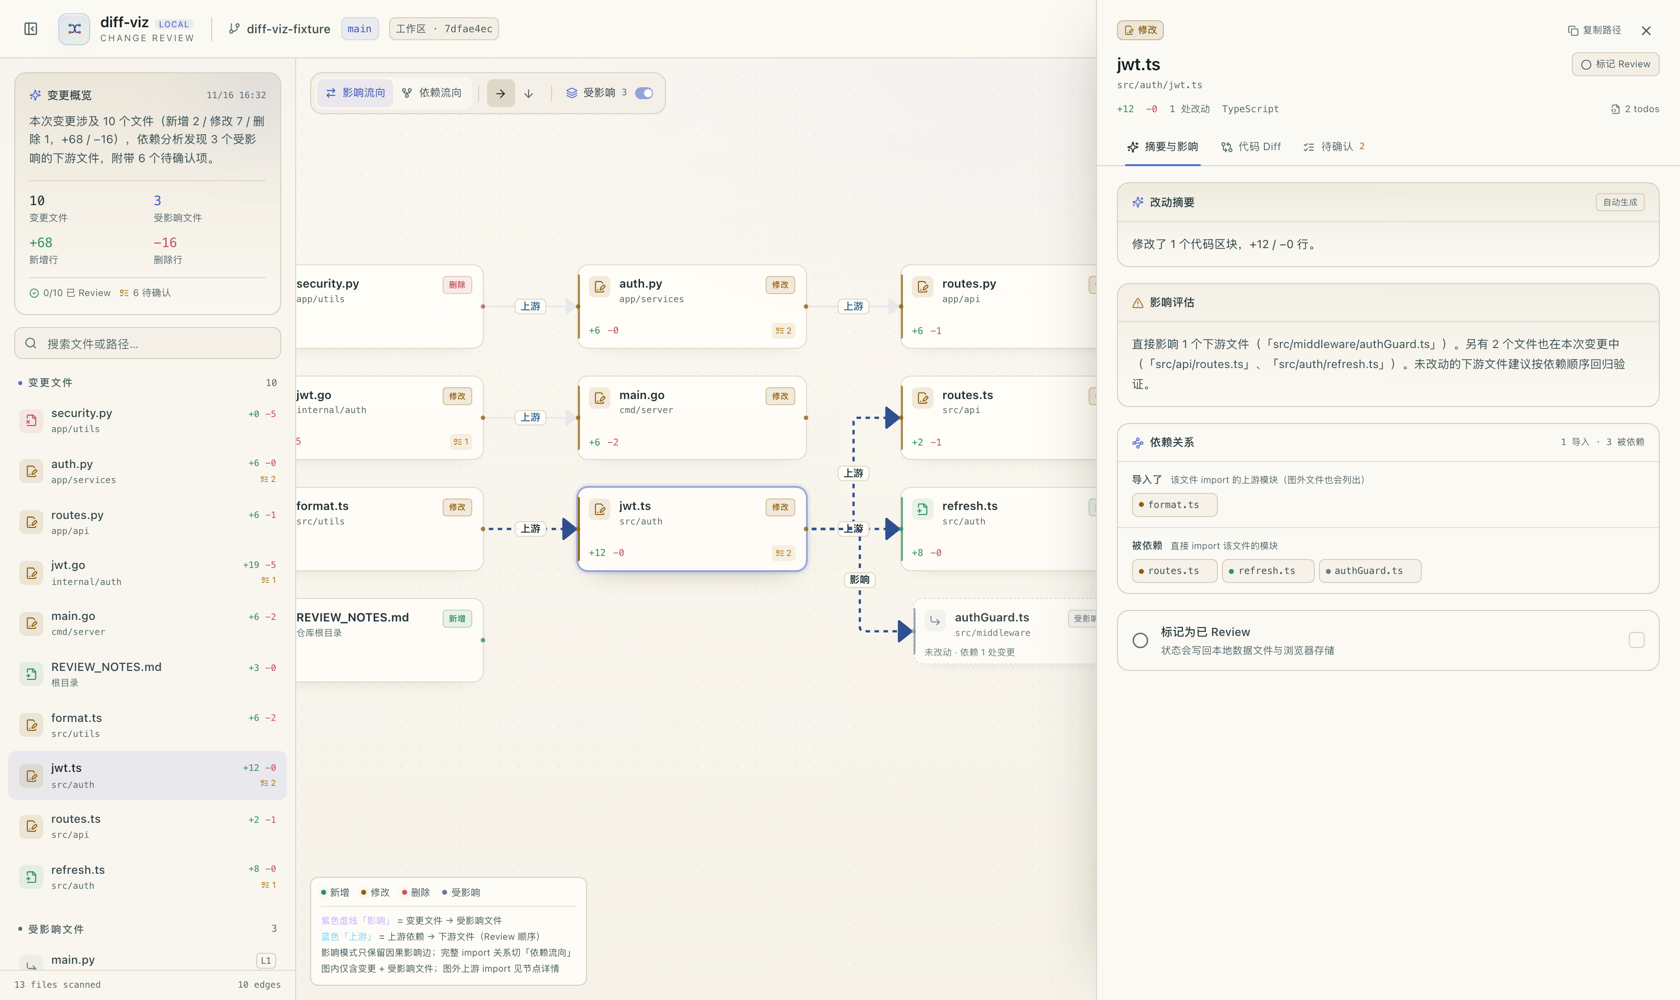 diff-viz LOCAL
CHANGE REVIEW
diff-viz-fixture
main
工作区 · 7dfae4ec
变更概览
11/16 16:32
本次变更涉及 10 个文件（新增 2 / 修改 7 / 删
除 1，+68 / −16），依赖分析发现 3 个受影
响的下游文件，附带 6 个待确认项。
10
变更文件
3
受影响文件
+68
新增行
−16
删除行
0/10 已 Review
6 待确认
搜索文件或路径...
变更文件
10
security.py
+0 −5
app/utils
auth.py
+6 −0
app/services
2
routes.py
+6 −1
app/api
jwt.go
+19 −5
internal/auth
1
main.go
+6 −2
cmd/server
REVIEW_NOTES.md
+3 −0
根目录
format.ts
+6 −2
src/utils
jwt.ts
+12 −0
src/auth
2
routes.ts
+2 −1
src/api
refresh.ts
+8 −0
src/auth
1
受影响文件
3
main.py
L1
13 files scanned
10 edges
影响流向
依赖流向
受影响 3
security.py
删除
app/utils
上游
auth.py
修改
app/services
+6 −0
2
上游
routes.py
app/api
+6 −1
jwt.go
修改
internal/auth
5
1
上游
main.go
修改
cmd/server
+6 −2
routes.ts
src/api
+2 −1
上游
format.ts
修改
src/utils
上游
jwt.ts
修改
src/auth
+12 −0
2
上游
refresh.ts
src/auth
+8 −0
影响
REVIEW_NOTES.md
新增
仓库根目录
authGuard.ts
受影
src/middleware
未改动 · 依赖 1 处变更
新增
修改
删除
受影响
紫色虚线「影响」 = 变更文件 → 受影响文件
蓝色「上游」 = 上游依赖 → 下游文件（Review 顺序）
影响模式只保留因果影响边；完整 import 关系切「依赖流向」
图内仅含变更 + 受影响文件；图外上游 import 见节点详情
修改
复制路径
jwt.ts
标记 Review
src/auth/jwt.ts
+12 −0 1 处改动 TypeScript
2 todos
摘要与影响
代码 Diff
待确认 2
改动摘要
自动生成
修改了 1 个代码区块，+12 / −0 行。
影响评估
直接影响 1 个下游文件（「src/middleware/authGuard.ts」）。另有 2 个文件也在本次变更中
（「src/api/routes.ts」、「src/auth/refresh.ts」）。未改动的下游文件建议按依赖顺序回归验
证。
依赖关系
1 导入 · 3 被依赖
导入了 该文件 import 的上游模块（图外文件也会列出）
format.ts
被依赖 直接 import 该文件的模块
routes.ts
refresh.ts
authGuard.ts
标记为已 Review
状态会写回本地数据文件与浏览器存储